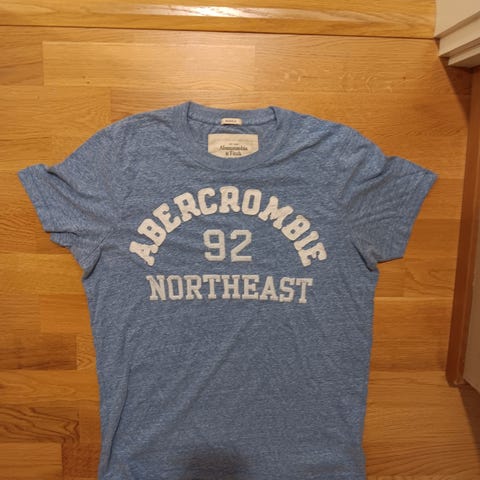 Abercrombie
& Fitch
ABERCROMBIE
92
NORTHEAST